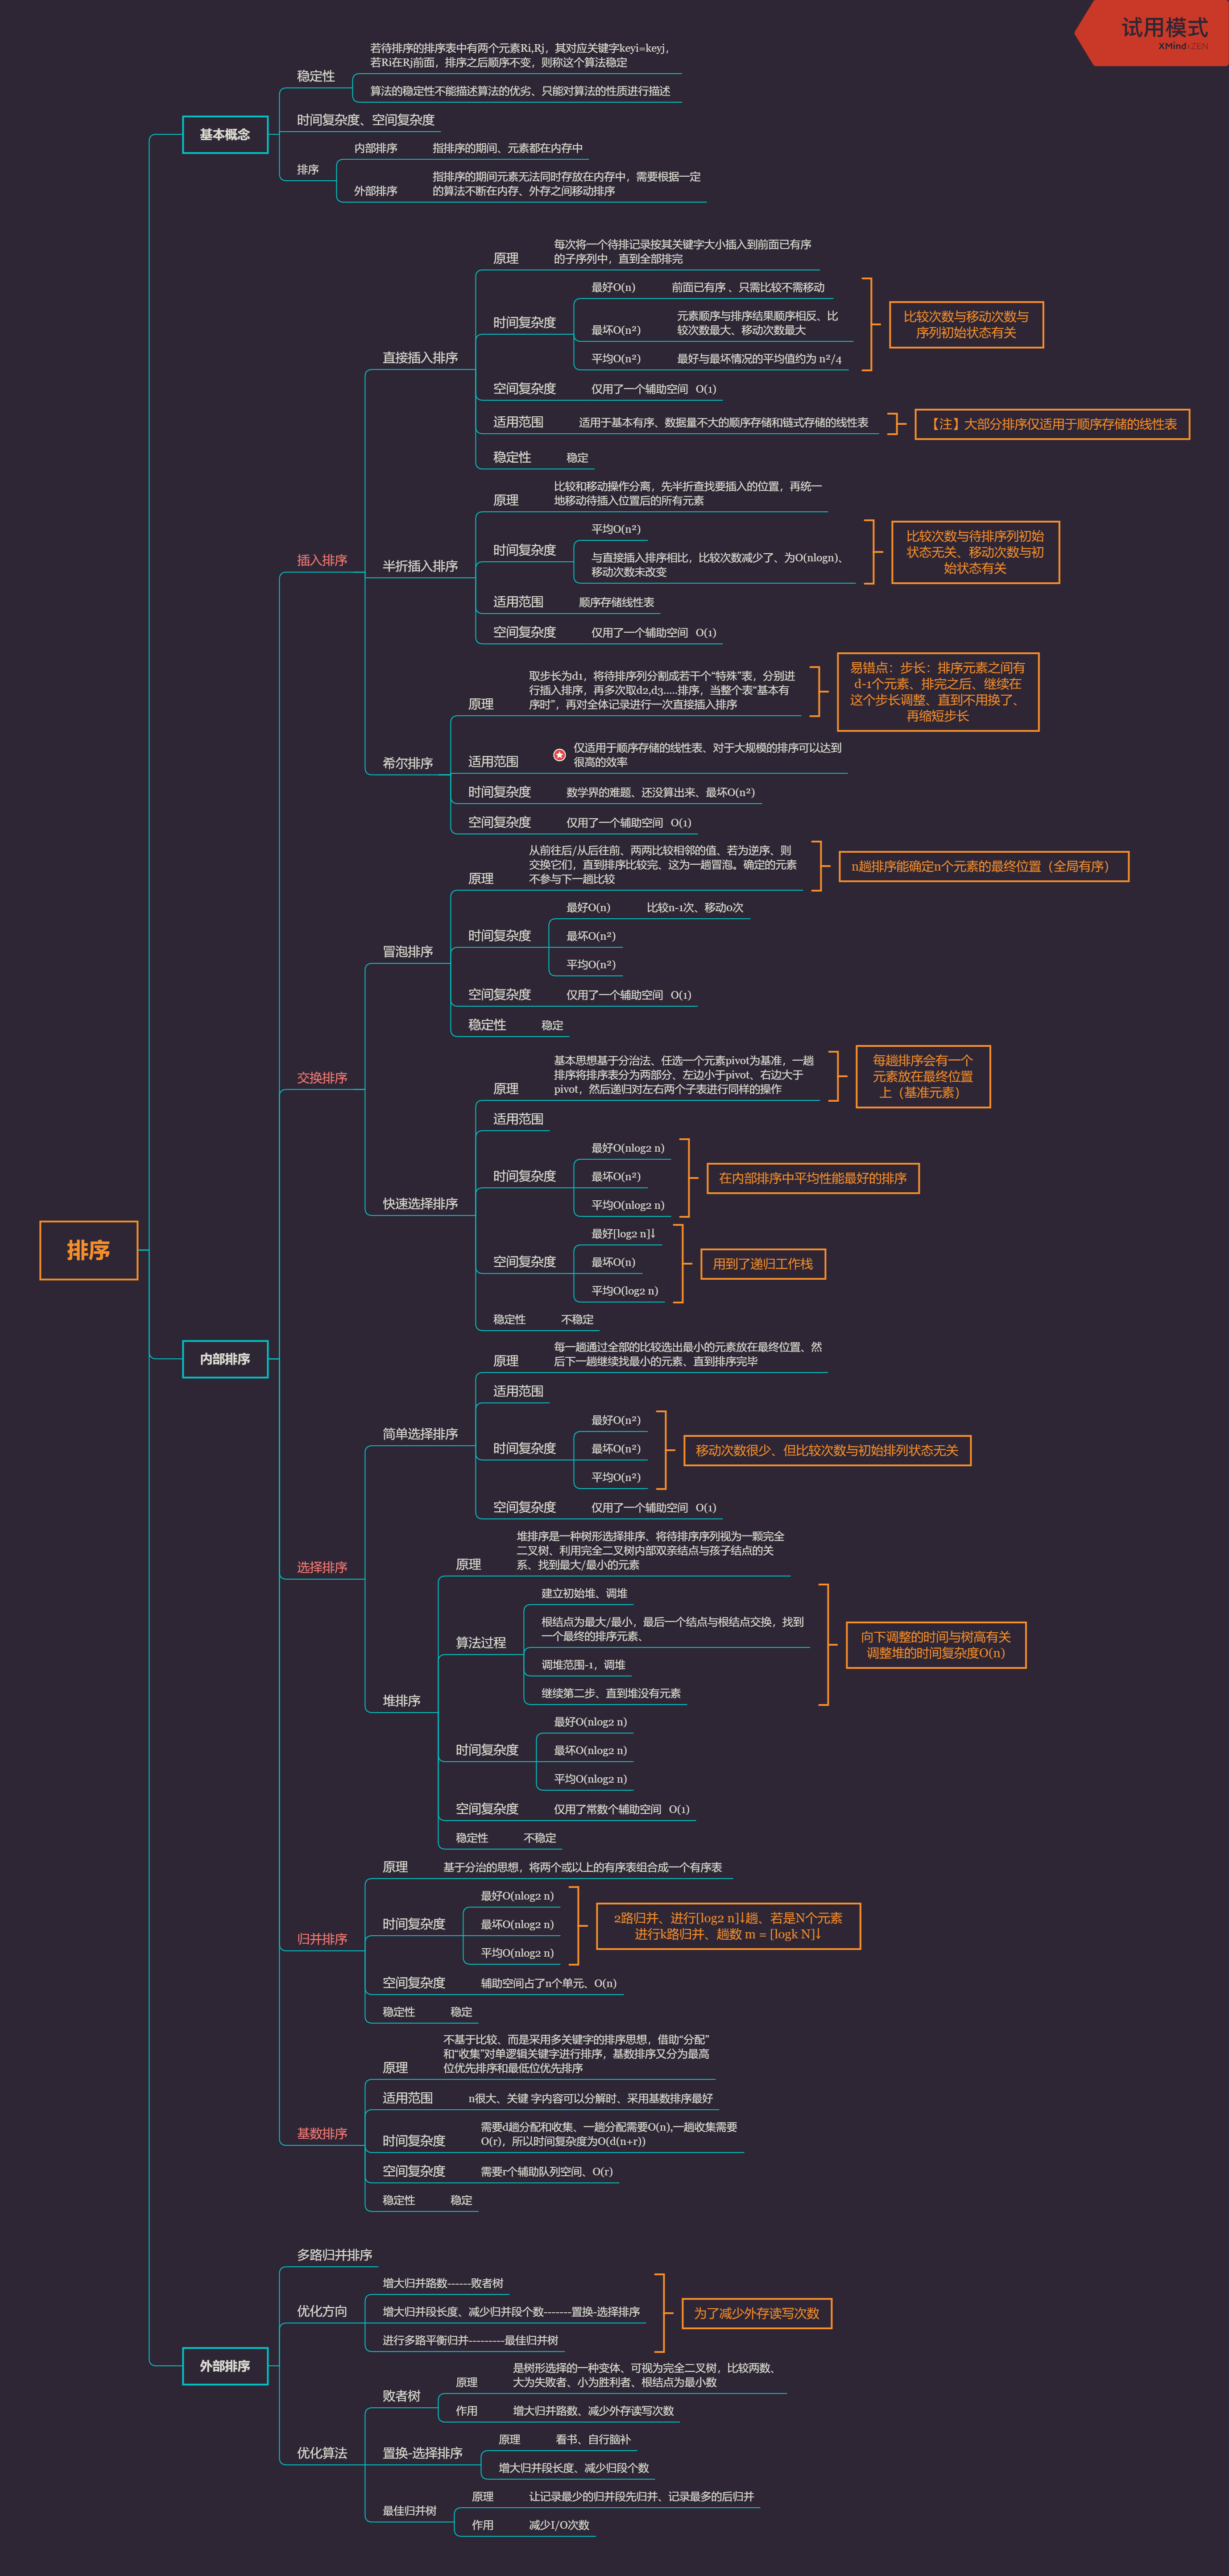 试用模式
XMind:ZEN
排序
基本概念
稳定性
若待排序的排序表中有两个元素Ri,Rj，其对应关键字keyi=keyj，
若Ri在Rj前面，排序之后顺序不变，则称这个算法稳定
算法的稳定性不能描述算法的优劣、只能对算法的性质进行描述
时间复杂度、空间复杂度
排序
内部排序
指排序的期间、元素都在内存中
外部排序
指排序的期间元素无法同时存放在内存中，需要根据一定
的算法不断在内存、外存之间移动排序
内部排序
插入排序
直接插入排序
原理
每次将一个待排记录按其关键字大小插入到前面已有序
的子序列中，直到全部排完
时间复杂度
最好O(n)
前面已有序 、只需比较不需移动
最坏O(n²)
元素顺序与排序结果顺序相反、比
较次数最大、移动次数最大
平均O(n²)
最好与最坏情况的平均值约为 n²/4
比较次数与移动次数与
序列初始状态有关
空间复杂度
仅用了一个辅助空间 O(1)
适用范围
适用于基本有序、数据量不大的顺序存储和链式存储的线性表
【注】大部分排序仅适用于顺序存储的线性表
稳定性
稳定
半折插入排序
原理
比较和移动操作分离，先半折查找要插入的位置，再统一
地移动待插入位置后的所有元素
时间复杂度
平均O(n²)
与直接插入排序相比，比较次数减少了、为O(nlogn)、
移动次数未改变
比较次数与待排序列初始
状态无关、移动次数与初
始状态有关
适用范围
顺序存储线性表
空间复杂度
仅用了一个辅助空间 O(1)
希尔排序
原理
取步长为d1，将待排序列分割成若干个“特殊”表，分别进
行插入排序，再多次取d2,d3.....排序，当整个表“基本有
序时”，再对全体记录进行一次直接插入排序
易错点：步长：排序元素之间有
d-1个元素、排完之后、继续在
这个步长调整、直到不用换了、
再缩短步长
适用范围
仅适用于顺序存储的线性表、对于大规模的排序可以达到
很高的效率
时间复杂度
数学界的难题、还没算出来、最坏O(n²)
空间复杂度
仅用了一个辅助空间 O(1)
交换排序
冒泡排序
原理
从前往后/从后往前、两两比较相邻的值、若为逆序、则
交换它们，直到排序比较完、这为一趟冒泡。确定的元素
不参与下一趟比较
n趟排序能确定n个元素的最终位置（全局有序）
时间复杂度
最好O(n)
比较n-1次、移动0次
最坏O(n²)
平均O(n²)
空间复杂度
仅用了一个辅助空间 O(1)
稳定性
稳定
快速选择排序
原理
基本思想基于分治法、任选一个元素pivot为基准，一趟
排序将排序表分为两部分、左边小于pivot、右边大于
pivot，然后递归对左右两个子表进行同样的操作
每趟排序会有一个
元素放在最终位置
上（基准元素）
适用范围
时间复杂度
最好O(nlog2 n)
最坏O(n²)
平均O(nlog2 n)
在内部排序中平均性能最好的排序
空间复杂度
最好[log2 n]↓
最坏O(n)
平均O(log2 n)
用到了递归工作栈
稳定性
不稳定
选择排序
简单选择排序
原理
每一趟通过全部的比较选出最小的元素放在最终位置、然
后下一趟继续找最小的元素、直到排序完毕
适用范围
时间复杂度
最好O(n²)
最坏O(n²)
平均O(n²)
移动次数很少、但比较次数与初始排列状态无关
空间复杂度
仅用了一个辅助空间 O(1)
堆排序
原理
堆排序是一种树形选择排序、将待排序序列视为一颗完全
二叉树、利用完全二叉树内部双亲结点与孩子结点的关
系、找到最大/最小的元素
算法过程
建立初始堆、调堆
根结点为最大/最小，最后一个结点与根结点交换，找到
一个最终的排序元素、
调堆范围-1，调堆
继续第二步、直到堆没有元素
向下调整的时间与树高有关
调整堆的时间复杂度O(n)
时间复杂度
最好O(nlog2 n)
最坏O(nlog2 n)
平均O(nlog2 n)
空间复杂度
仅用了常数个辅助空间 O(1)
稳定性
不稳定
归并排序
原理
基于分治的思想，将两个或以上的有序表组合成一个有序表
时间复杂度
最好O(nlog2 n)
最坏O(nlog2 n)
平均O(nlog2 n)
2路归并、进行[log2 n]↓趟、若是N个元素
进行k路归并、趟数 m = [logk N]↓
空间复杂度
辅助空间占了n个单元、O(n)
稳定性
稳定
基数排序
原理
不基于比较、而是采用多关键字的排序思想，借助“分配”
和“收集”对单逻辑关键字进行排序，基数排序又分为最高
位优先排序和最低位优先排序
适用范围
n很大、关键 字内容可以分解时、采用基数排序最好
时间复杂度
需要d趟分配和收集、一趟分配需要O(n),一趟收集需要
O(r)，所以时间复杂度为O(d(n+r))
空间复杂度
需要r个辅助队列空间、O(r)
稳定性
稳定
外部排序
多路归并排序
优化方向
增大归并路数------败者树
增大归并段长度、减少归并段个数-------置换-选择排序
进行多路平衡归并---------最佳归并树
为了减少外存读写次数
优化算法
败者树
原理
是树形选择的一种变体、可视为完全二叉树，比较两数、
大为失败者、小为胜利者、根结点为最小数
作用
增大归并路数、减少外存读写次数
置换-选择排序
原理
看书、自行脑补
增大归并段长度、减少归段个数
最佳归并树
原理
让记录最少的归并段先归并、记录最多的后归并
作用
减少I/O次数